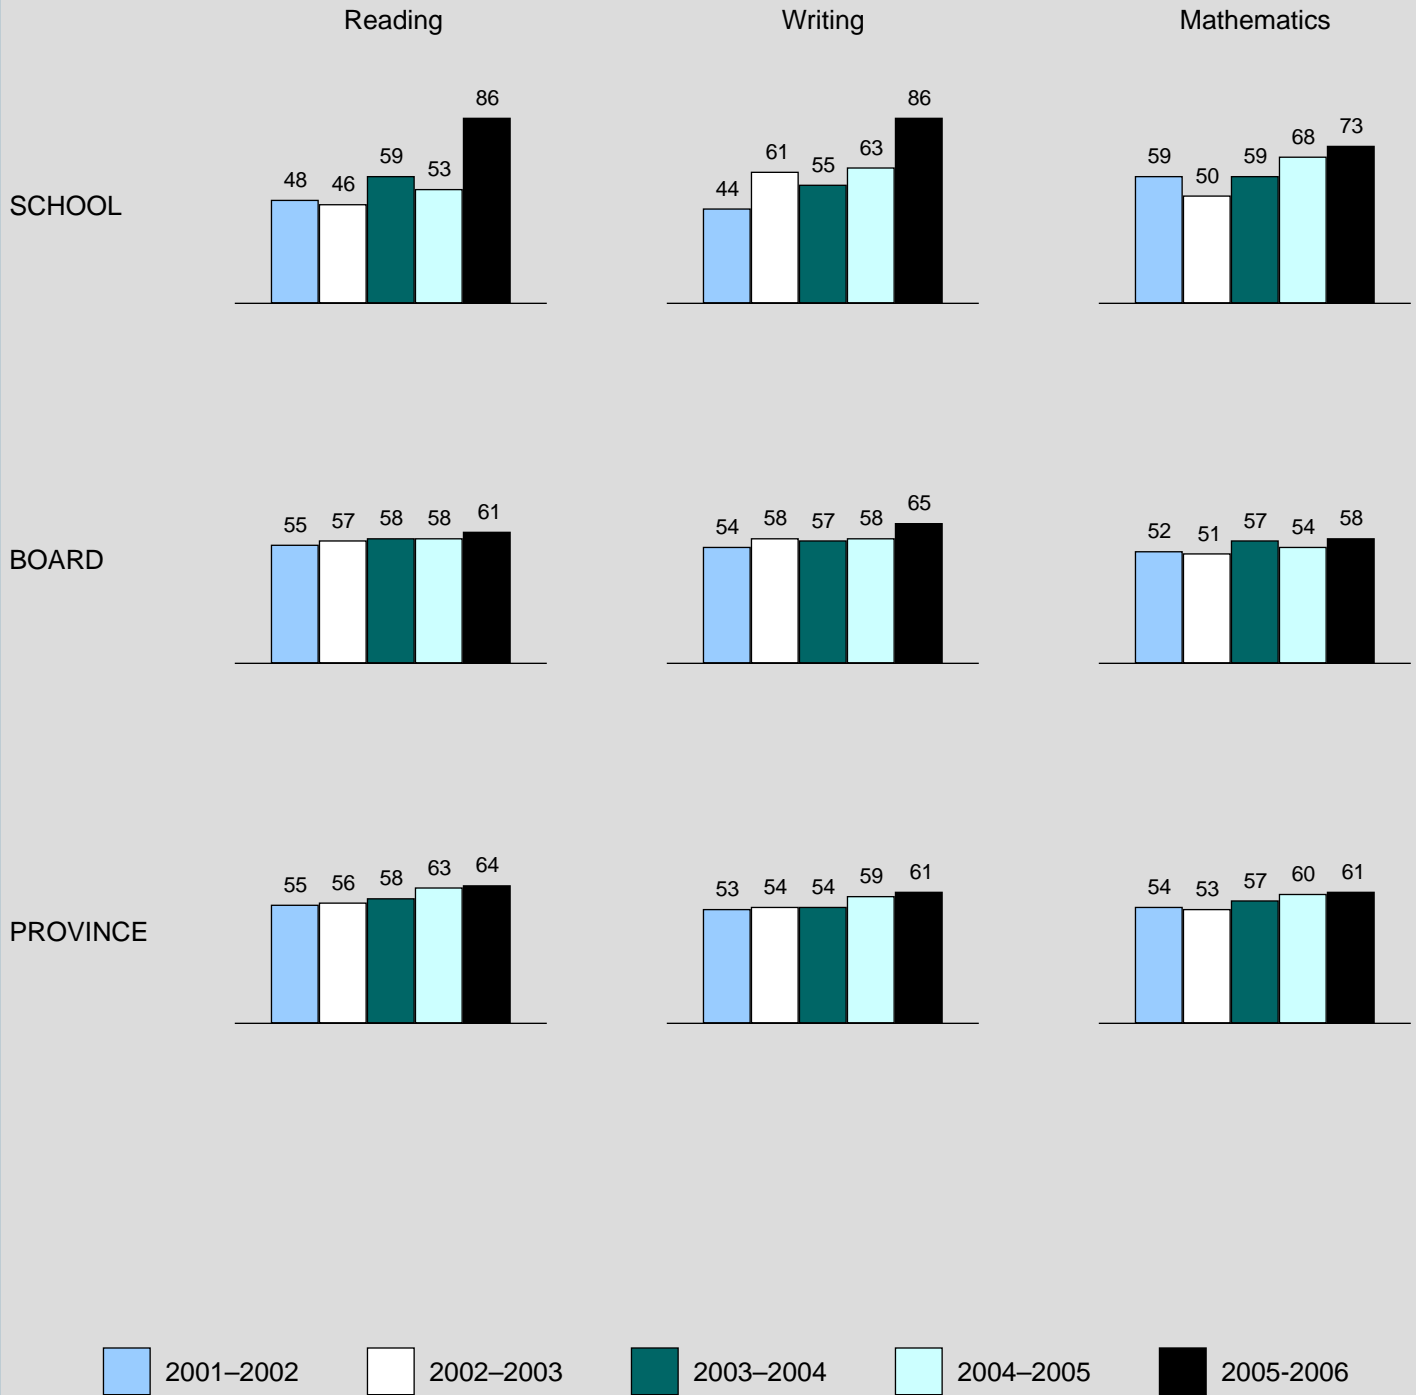 Reading Writing Mathematics
SCHOOL
48 46 59 53 86
44 61 55 63 86
59 50 59 68 73
BOARD
55 57 58 58 61
54 58 57 58 65
52 51 57 54 58
PROVINCE
55 56 58 63 64
53 54 54 59 61
54 53 57 60 61
2001–2002 2002–2003 2003–2004 2004–2005 2005-2006